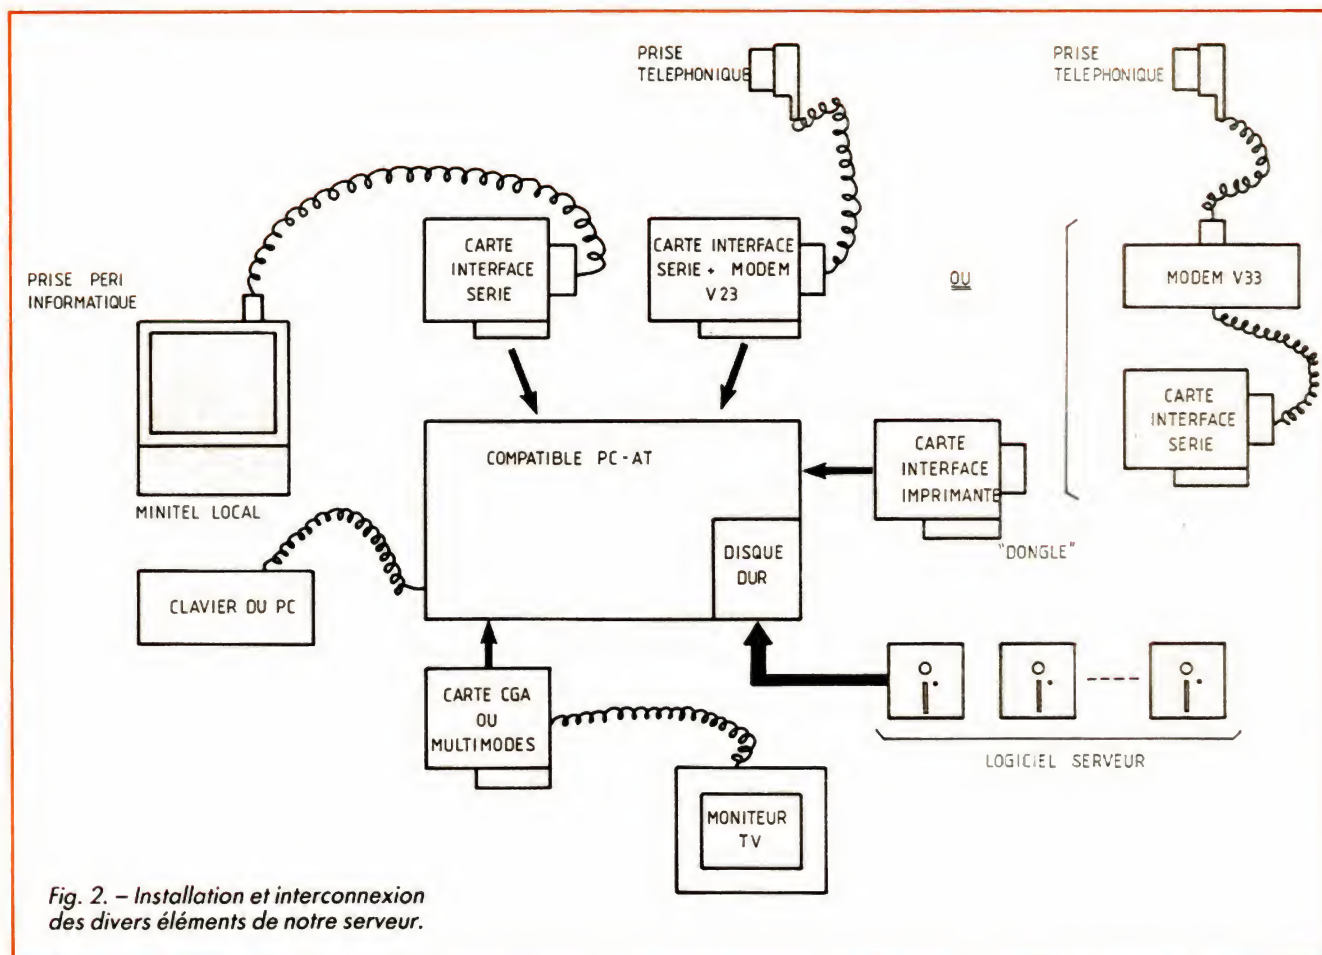 PRISE
TELEPHONIQUE
PRISE
TELEPHONIQUE
PRISE PERI
INFORMATIQUE
CARTE
INTERFACE
SERIE
CARTE INTERFACE
SERIE + MODEM
V23
OU
MODEM V33
CARTE
INTERFACE
SERIE
MINITEL LOCAL
COMPATIBLE PC-AT
CARTE
INTERFACE
IMPRIMANTE
"DONGLE"
DISQUE
DUR
CLAVIER DU PC
CARTE CGA
OU
MULTIMODES
MONITEUR
TV
LOGICIEL SERVEUR
Fig. 2. – Installation et interconnexion
des divers éléments de notre serveur.